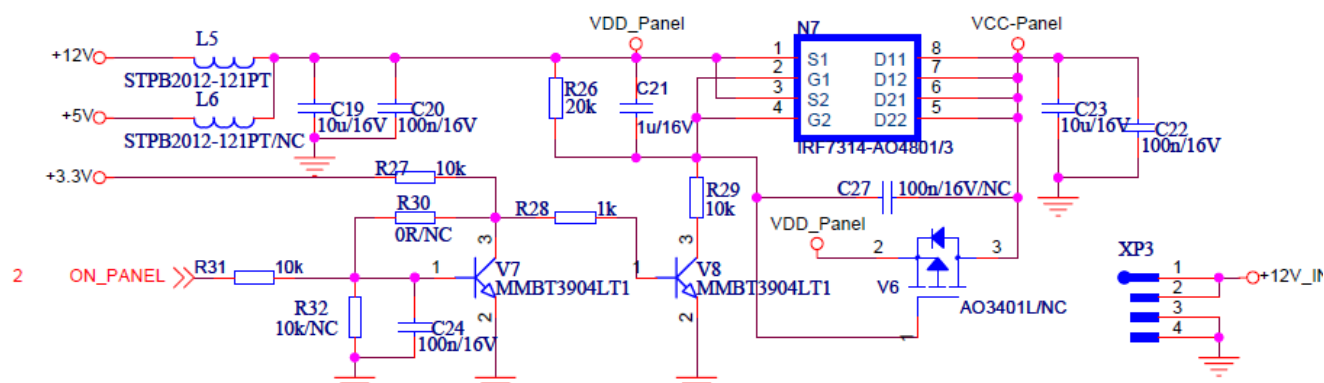 L5
+12V
STPB2012-121PT
L6
+5V
STPB2012-121PT/NC
C19
10u/16V
C20
100n/16V
R26
20k
VDD_Panel
C21
1u/16V
N7
1 S1 D11 8
2 G1 D12 7
3 S2 D21 6
4 G2 D22 5
IRF7314-AO4801/3
VCC-Panel
C23
10u/16V
C22
100n/16V
+3.3V
R27 10k
R30
0R/NC
R28 1k
R29
10k
C27 100n/16V/NC
VDD_Panel
2 3
V6
AO3401L/NC
1
2 ON_PANEL R31 10k
R32
10k/NC
C24
100n/16V
3
1 V7
MMBT3904LT1
2
3
1 V8
MMBT3904LT1
2
XP3
1
2
3
4
+12V_IN